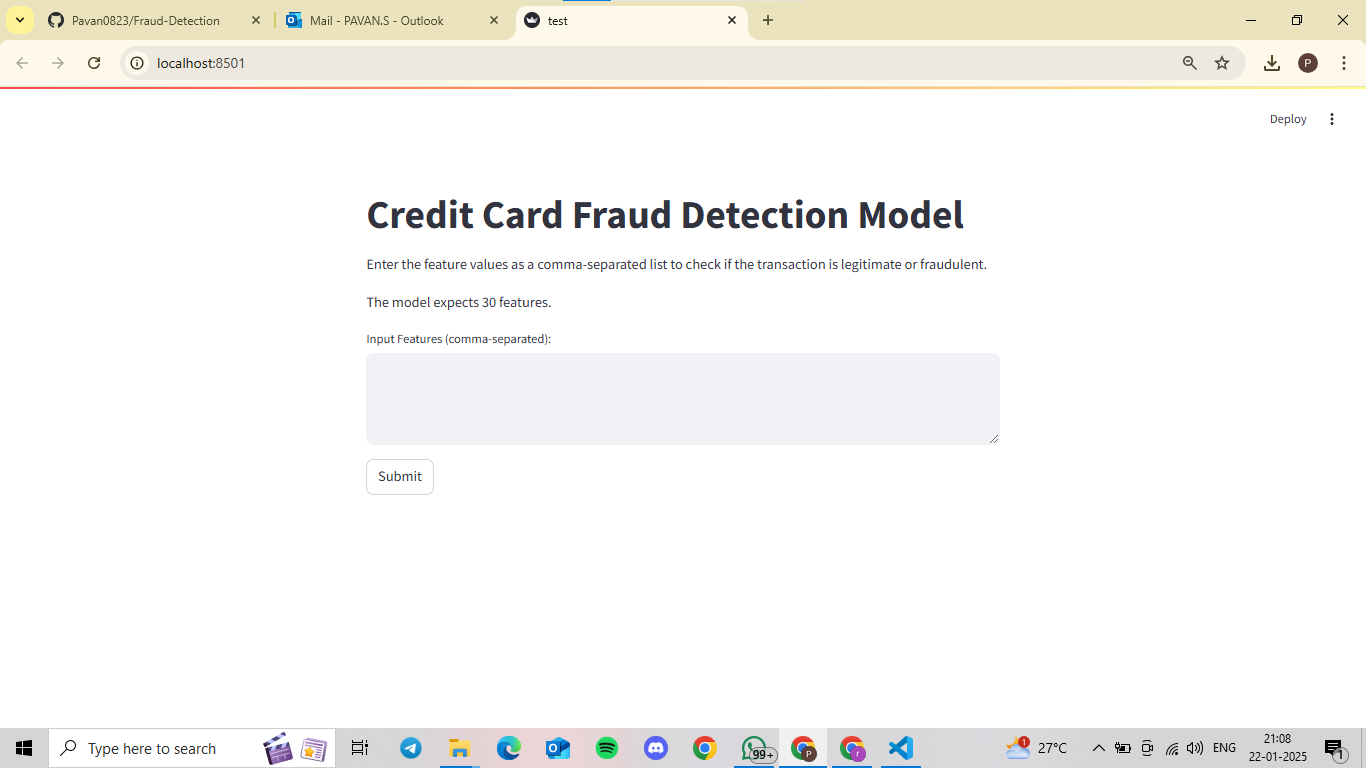 Pavan0823/Fraud-Detection
Mail - PAVAN.S - Outlook
test
localhost:8501
P
Deploy
Credit Card Fraud Detection Model
Enter the feature values as a comma-separated list to check if the transaction is legitimate or fraudulent.
The model expects 30 features.
Input Features (comma-separated):
Submit
Type here to search
99+
P
r
1
27°C
ENG
21:08
22-01-2025
1